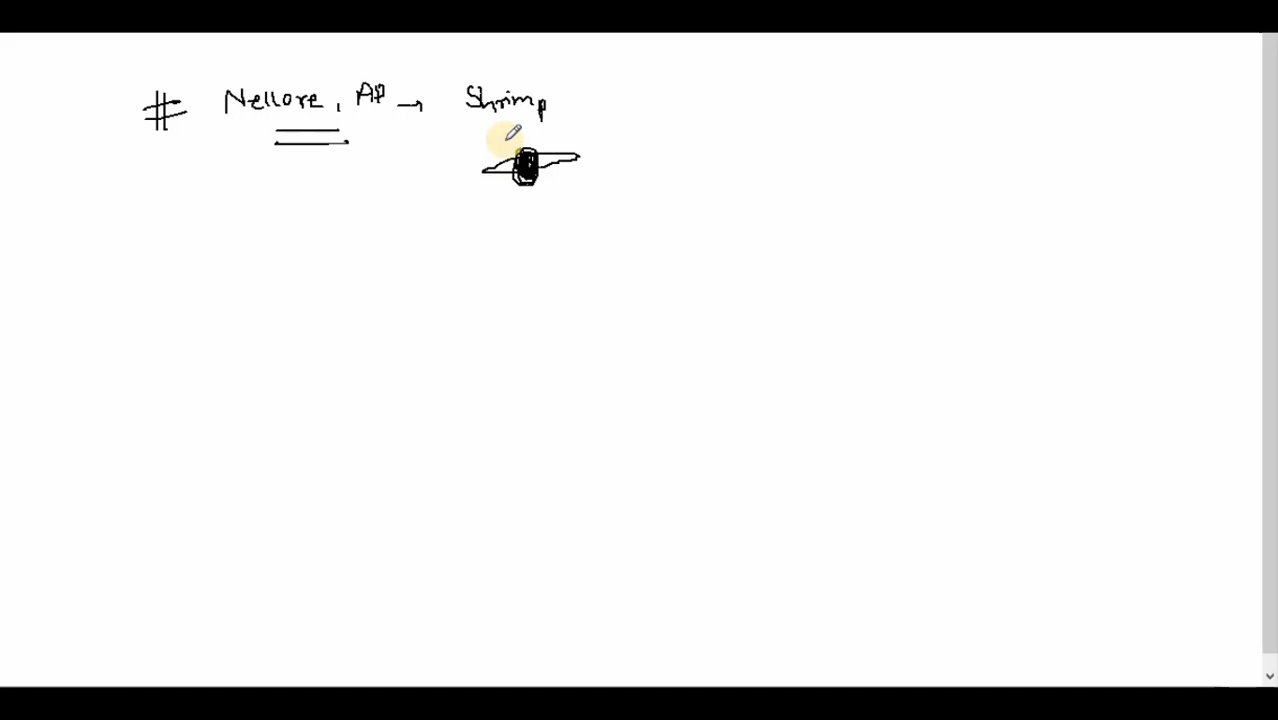 # Nellore, AP → Shrimp